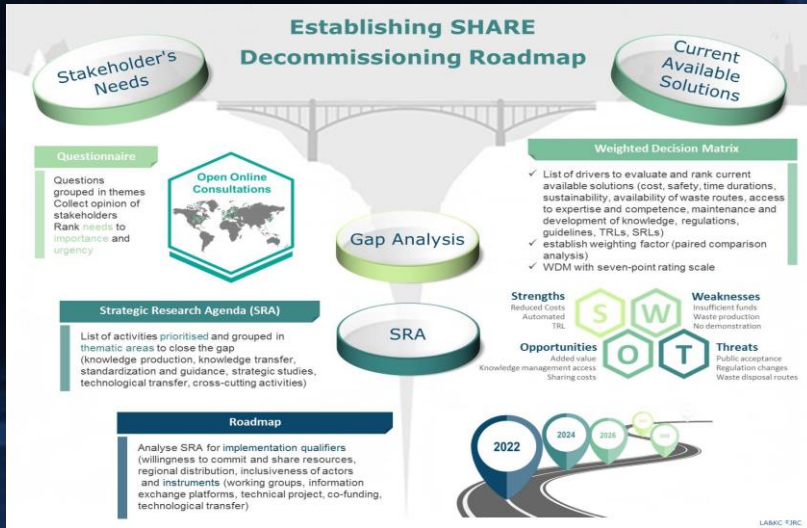 Establishing SHARE
Decommissioning Roadmap
Stakeholder's
Needs
Current
Available
Solutions
Questionnaire
Questions
grouped in themes
Collect opinion of
stakeholders
Rank needs to
importance and
urgency
Open Online
Consultations
Gap Analysis
Weighted Decision Matrix
✓ List of drivers to evaluate and rank current
available solutions (cost, safety, time durations,
sustainability, availability of waste routes, access
to expertise and competence, maintenance and
development of knowledge, regulations,
guidelines, TRLs, SRLs)
✓ establish weighting factor (paired comparison
analysis)
✓ WDM with seven-point rating scale
Strategic Research Agenda (SRA)
List of activities prioritised and grouped in
thematic areas to close the gap
(knowledge production, knowledge transfer,
standardization and guidance, strategic studies,
technological transfer, cross-cutting activities)
SRA
Strengths
Reduced Costs
Automated
TRL
S
W
Weaknesses
Insufficient funds
Waste production
No demonstration
Opportunities
Added value
Knowledge management access
Sharing costs
O
T
Threats
Public acceptance
Regulation changes
Waste disposal routes
Roadmap
Analyse SRA for implementation qualifiers
(willingness to commit and share resources,
regional distribution, inclusiveness of actors
and instruments (working groups, information
exchange platforms, technical project, co-funding,
technological transfer)
2022
2024
2026